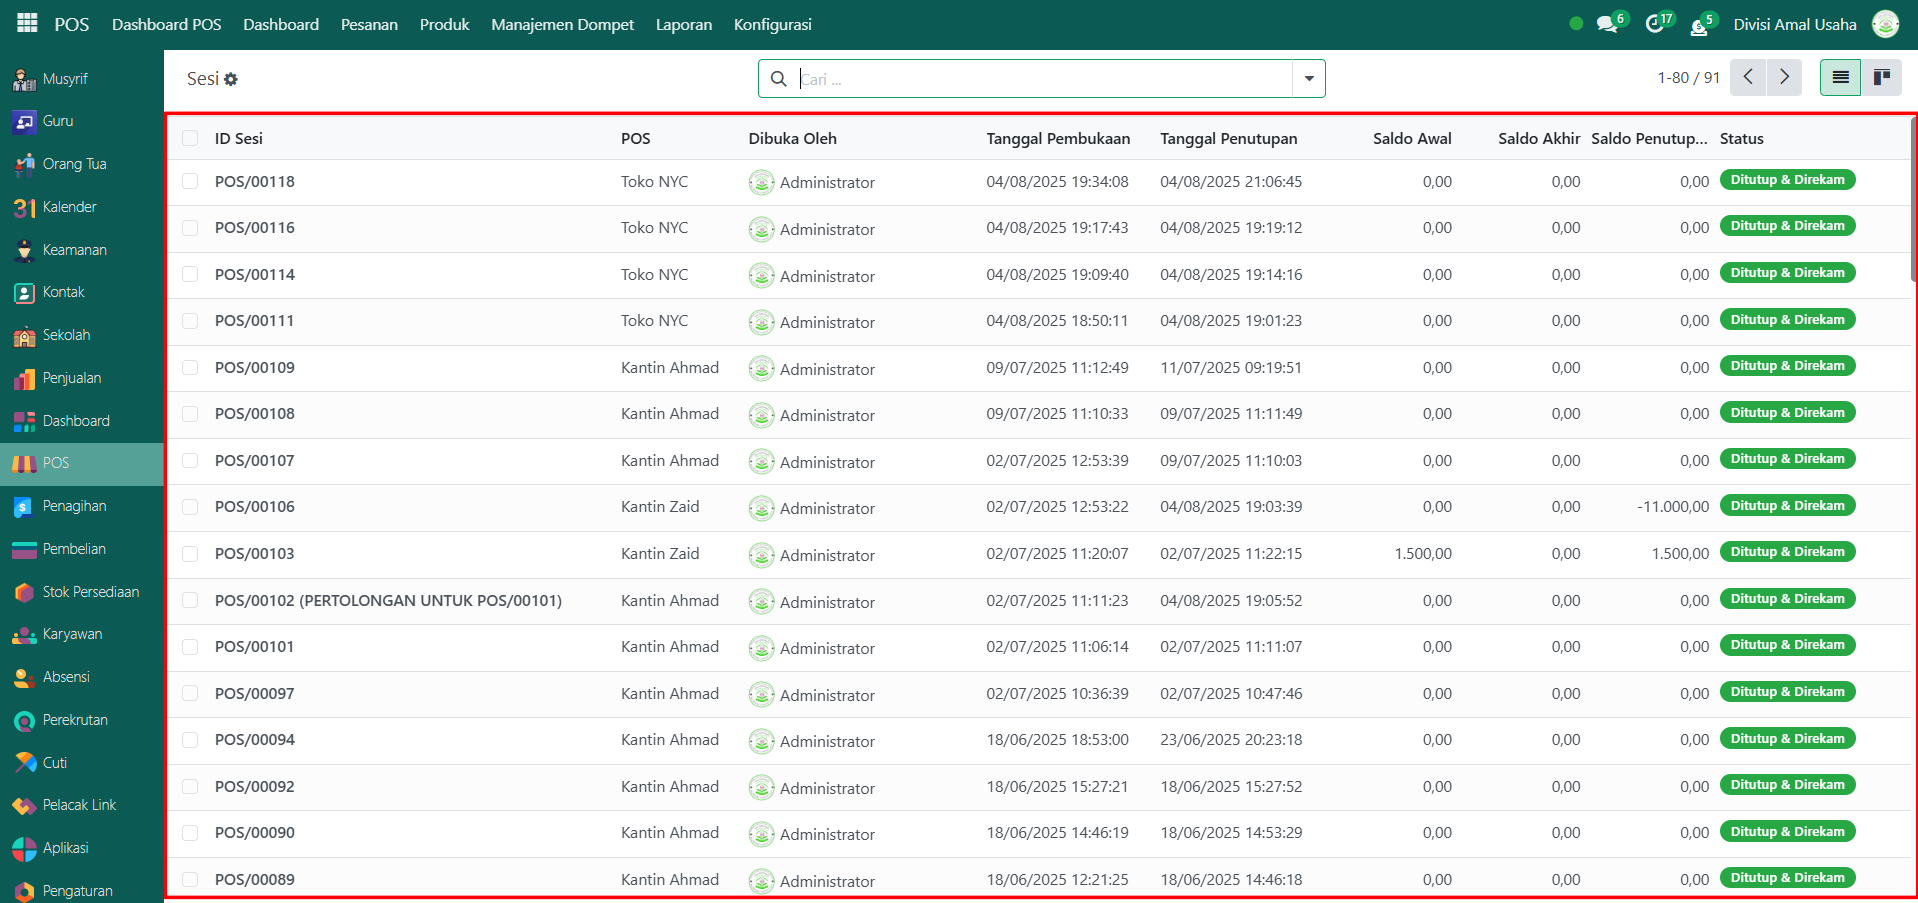 POS Dashboard POS Dashboard Pesanan Produk Manajemen Dompet Laporan Konfigurasi 6 17 5 Divisi Amal Usaha
Sesi Cari ... 1-80 / 91
Musyrif
Guru
Orang Tua
31 Kalender
Keamanan
Kontak
Sekolah
Penjualan
Dashboard
POS
Penagihan
Pembelian
Stok Persediaan
Karyawan
Absensi
Perekrutan
Cuti
Pelacak Link
Aplikasi
Pengaturan
ID Sesi POS Dibuka Oleh Tanggal Pembukaan Tanggal Penutupan Saldo Awal Saldo Akhir Saldo Penutup... Status
POS/00118 Toko NYC Administrator 04/08/2025 19:34:08 04/08/2025 21:06:45 0,00 0,00 0,00 Ditutup & Direkam
POS/00116 Toko NYC Administrator 04/08/2025 19:17:43 04/08/2025 19:19:12 0,00 0,00 0,00 Ditutup & Direkam
POS/00114 Toko NYC Administrator 04/08/2025 19:09:40 04/08/2025 19:14:16 0,00 0,00 0,00 Ditutup & Direkam
POS/00111 Toko NYC Administrator 04/08/2025 18:50:11 04/08/2025 19:01:23 0,00 0,00 0,00 Ditutup & Direkam
POS/00109 Kantin Ahmad Administrator 09/07/2025 11:12:49 11/07/2025 09:19:51 0,00 0,00 0,00 Ditutup & Direkam
POS/00108 Kantin Ahmad Administrator 09/07/2025 11:10:33 09/07/2025 11:11:49 0,00 0,00 0,00 Ditutup & Direkam
POS/00107 Kantin Ahmad Administrator 02/07/2025 12:53:39 09/07/2025 11:10:03 0,00 0,00 0,00 Ditutup & Direkam
POS/00106 Kantin Zaid Administrator 02/07/2025 12:53:22 04/08/2025 19:03:39 0,00 0,00 -11.000,00 Ditutup & Direkam
POS/00103 Kantin Zaid Administrator 02/07/2025 11:20:07 02/07/2025 11:22:15 1.500,00 0,00 1.500,00 Ditutup & Direkam
POS/00102 (PERTOLONGAN UNTUK POS/00101) Kantin Ahmad Administrator 02/07/2025 11:11:23 04/08/2025 19:05:52 0,00 0,00 0,00 Ditutup & Direkam
POS/00101 Kantin Ahmad Administrator 02/07/2025 11:06:14 02/07/2025 11:11:07 0,00 0,00 0,00 Ditutup & Direkam
POS/00097 Kantin Ahmad Administrator 02/07/2025 10:36:39 02/07/2025 10:47:46 0,00 0,00 0,00 Ditutup & Direkam
POS/00094 Kantin Ahmad Administrator 18/06/2025 18:53:00 23/06/2025 20:23:18 0,00 0,00 0,00 Ditutup & Direkam
POS/00092 Kantin Ahmad Administrator 18/06/2025 15:27:21 18/06/2025 15:27:52 0,00 0,00 0,00 Ditutup & Direkam
POS/00090 Kantin Ahmad Administrator 18/06/2025 14:46:19 18/06/2025 14:53:29 0,00 0,00 0,00 Ditutup & Direkam
POS/00089 Kantin Ahmad Administrator 18/06/2025 12:21:25 18/06/2025 14:46:18 0,00 0,00 0,00 Ditutup & Direkam